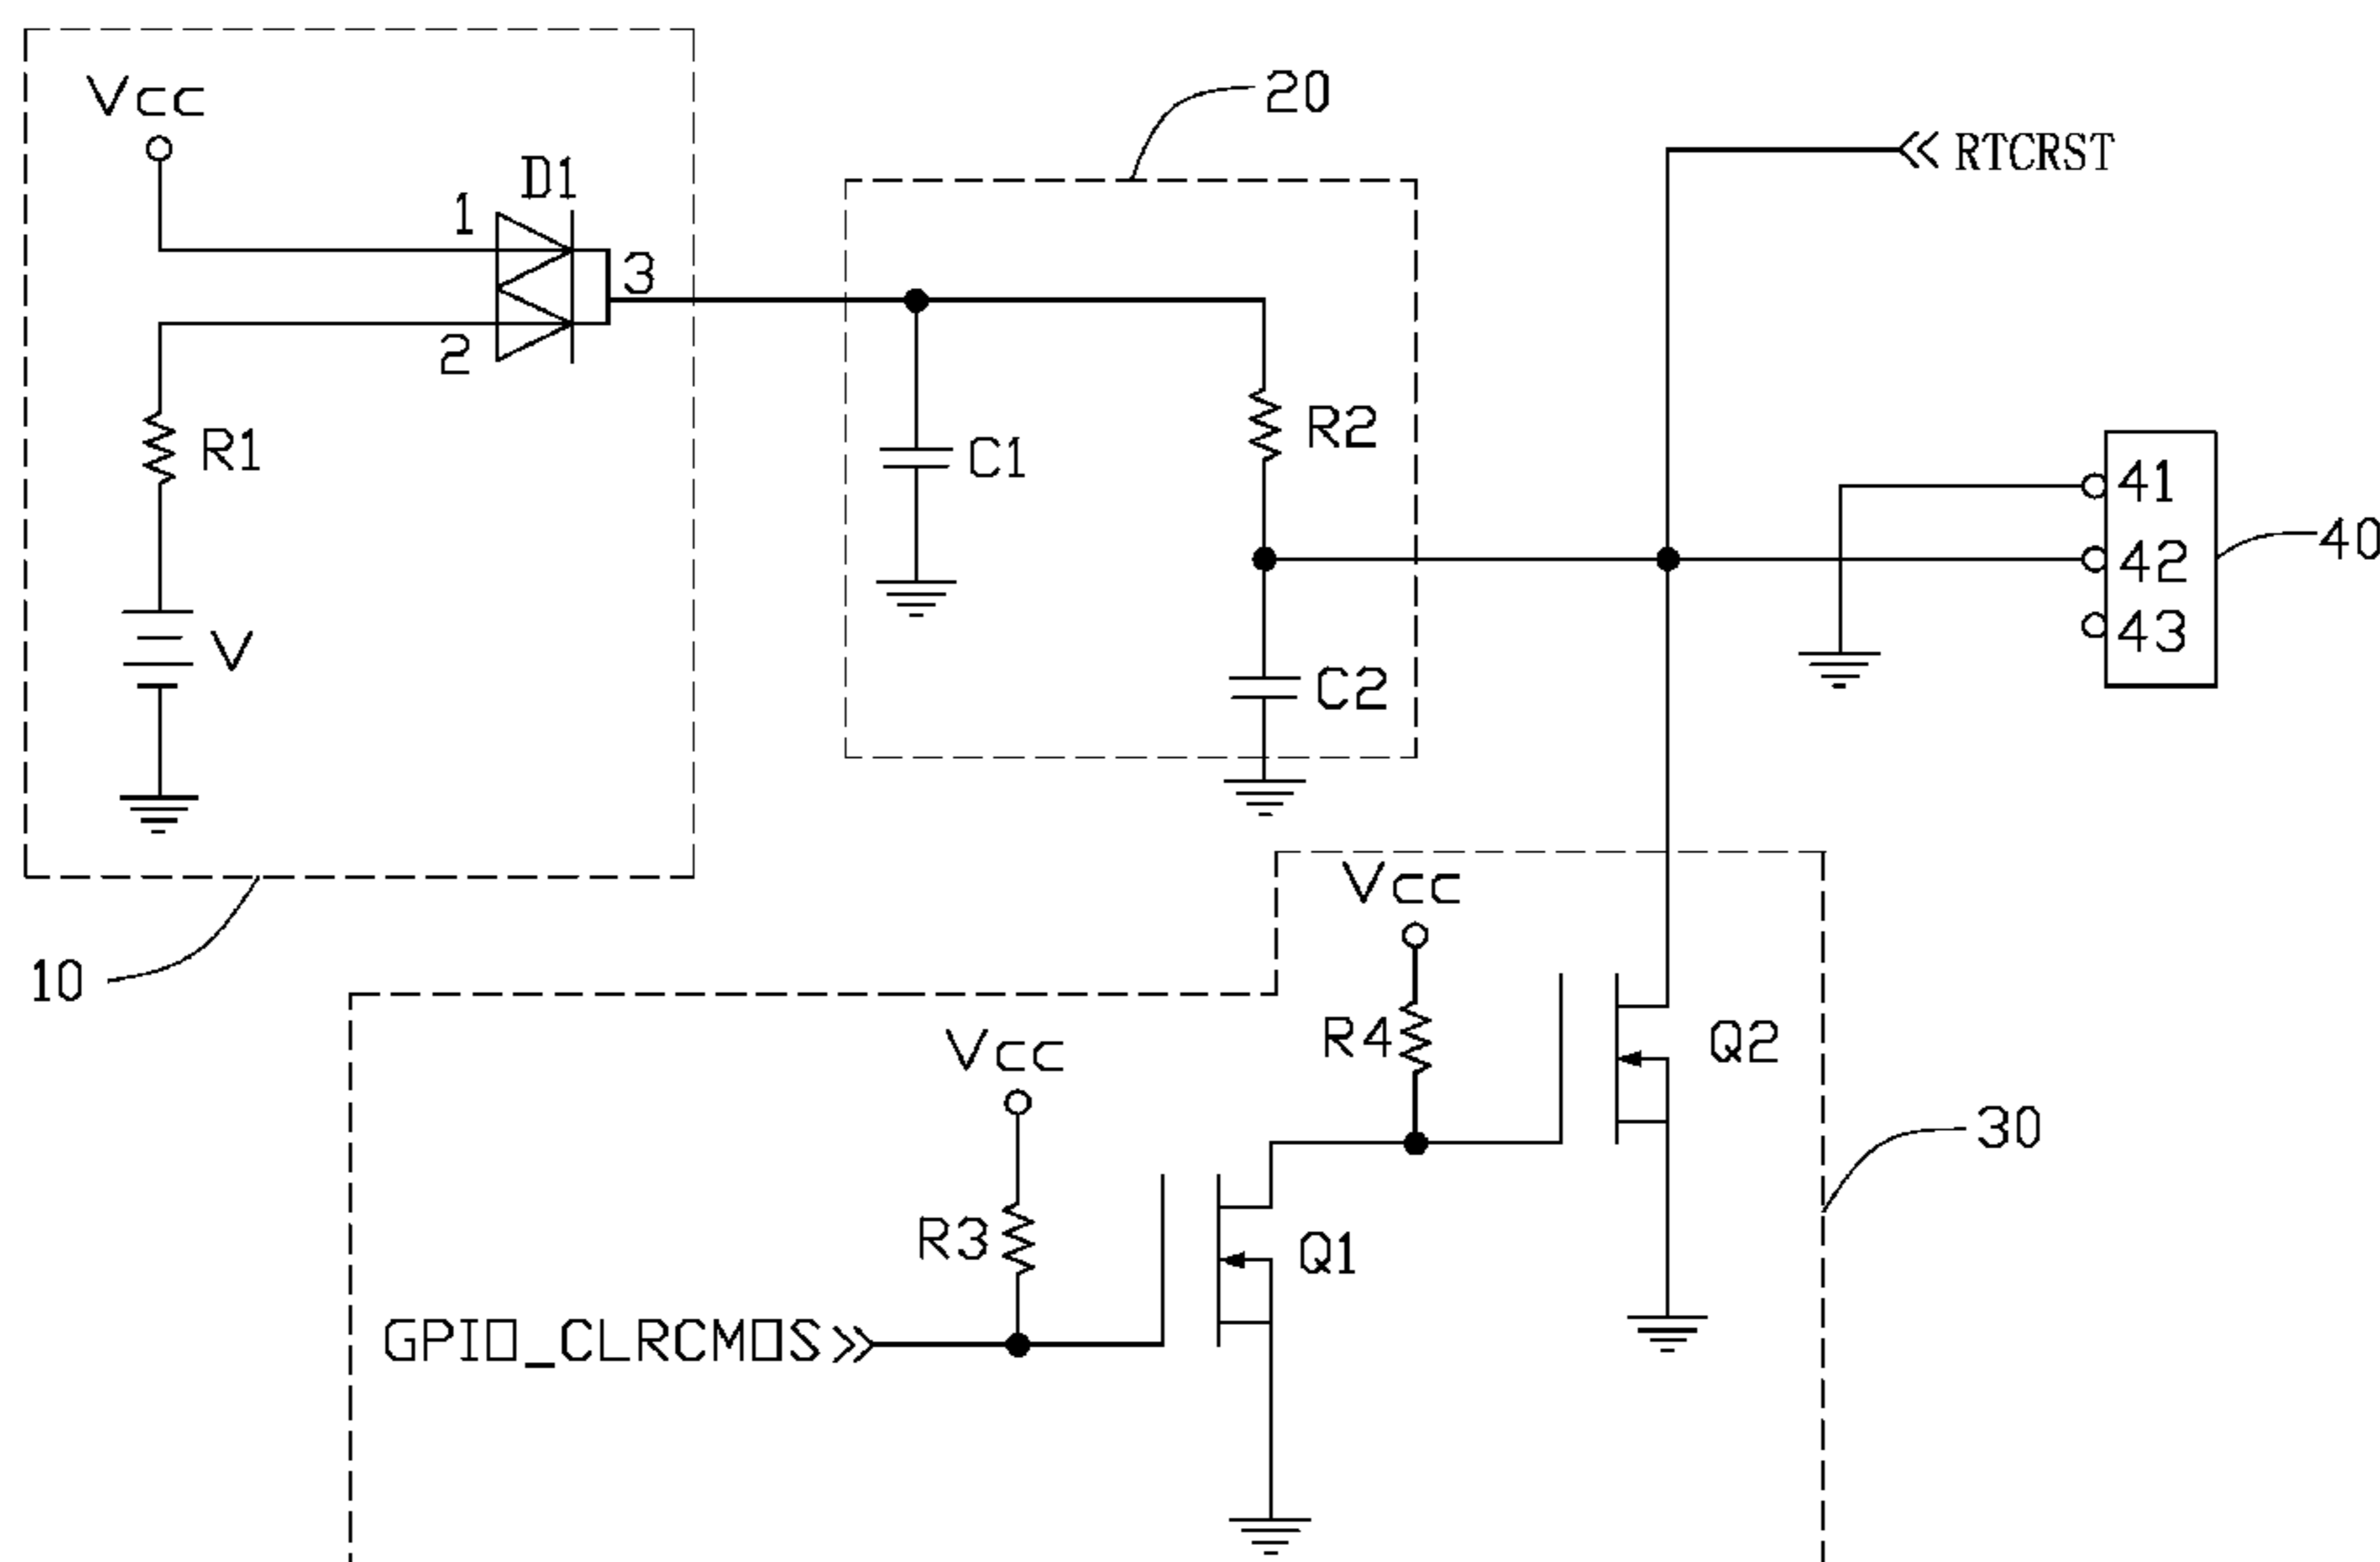 Vcc
D1
1
3
2
R1
V
10
20
C1
R2
C2
RTCRST
41
42
43
40
Vcc
R4
Q2
30
Vcc
R3
Q1
GPIO_CLRCMOS